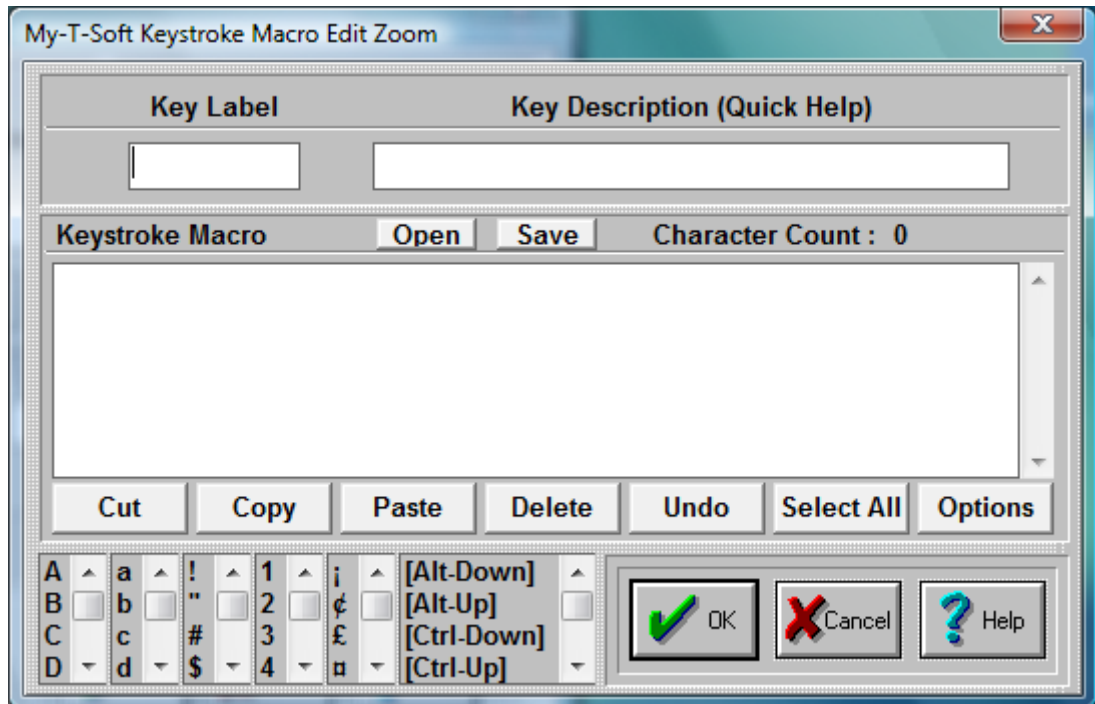 My-T-Soft Keystroke Macro Edit Zoom
Key Label Key Description (Quick Help)
Keystroke Macro Open Save Character Count : 0
Cut Copy Paste Delete Undo Select All Options
A a ! 1 ¡ [Alt-Down]
B b " 2 ¢ [Alt-Up]
C c # 3 £ [Ctrl-Down]
D d $ 4 ¤ [Ctrl-Up]
OK Cancel Help